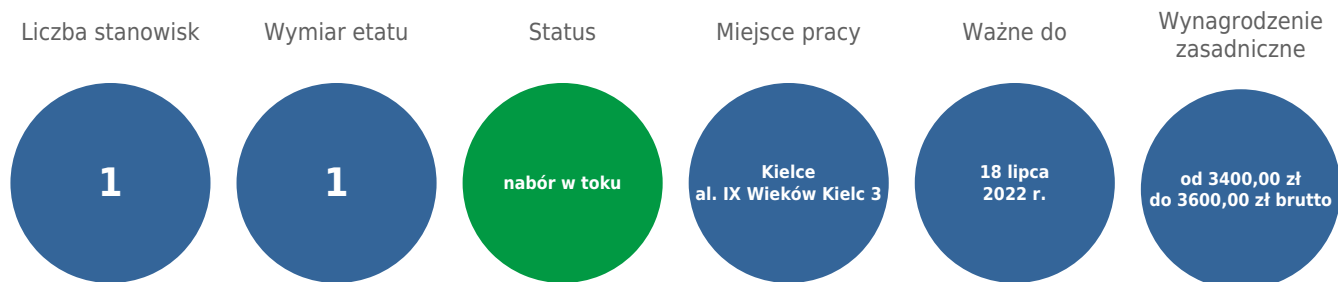 Liczba stanowisk
1
Wymiar etatu
1
Status
nabór w toku
Miejsce pracy
Kielce
al. IX Wieków Kielc 3
Ważne do
18 lipca
2022 r.
Wynagrodzenie
zasadnicze
od 3400,00 zł
do 3600,00 zł brutto